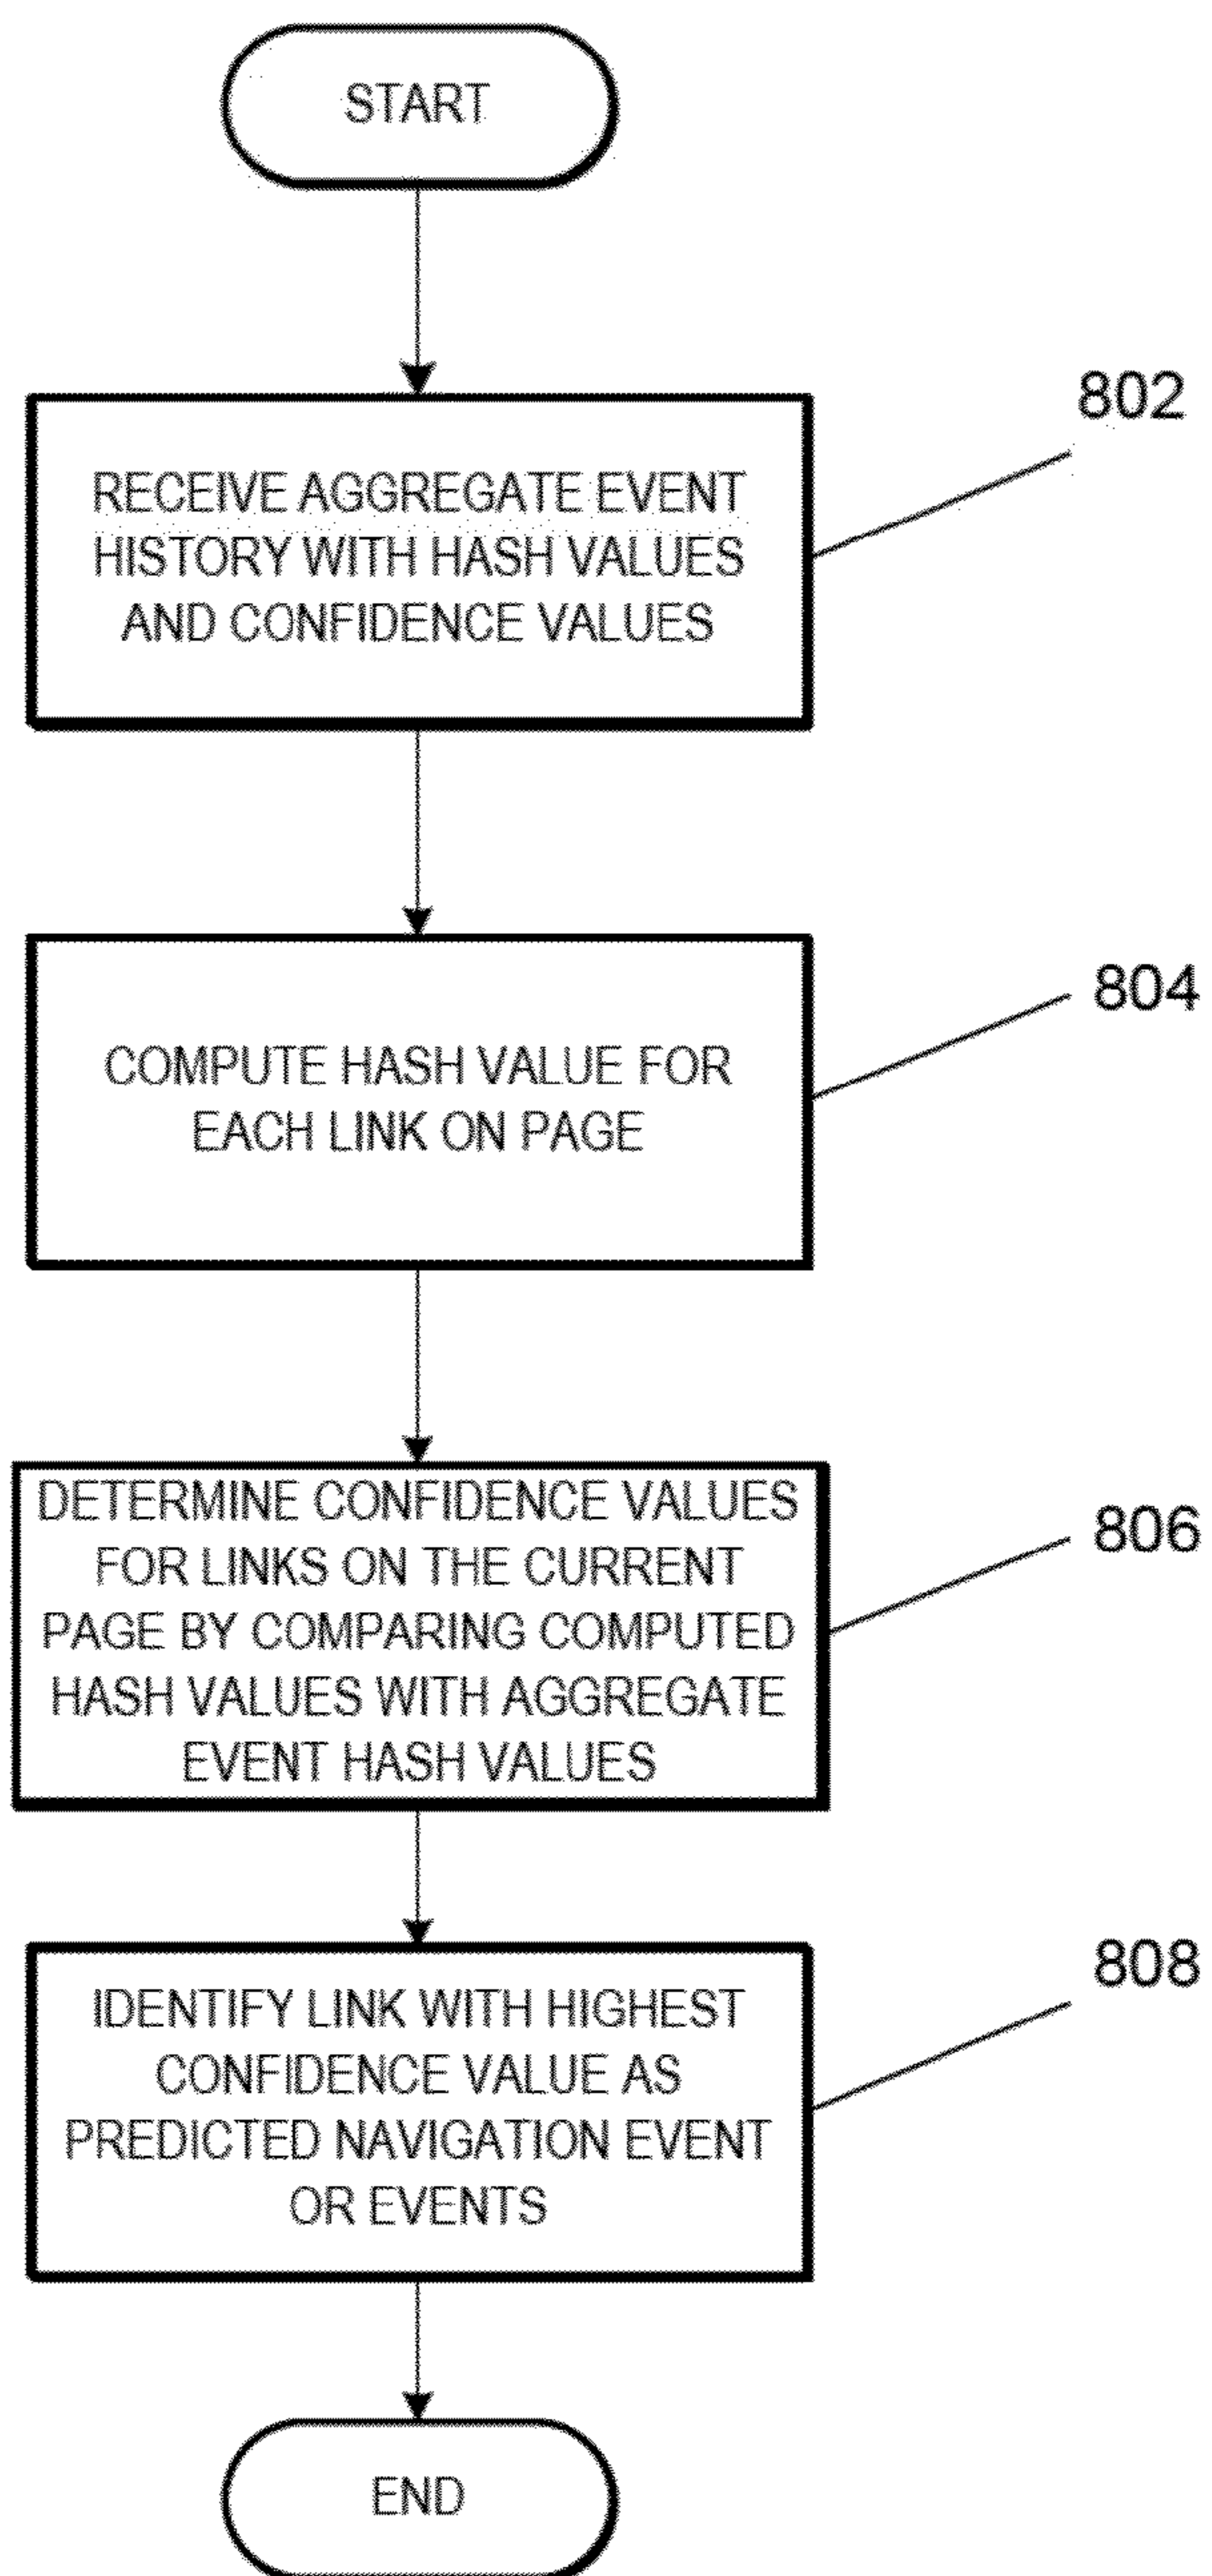 START
802
RECEIVE AGGREGATE EVENT
HISTORY WITH HASH VALUES
AND CONFIDENCE VALUES
804
COMPUTE HASH VALUE FOR
EACH LINK ON PAGE
806
DETERMINE CONFIDENCE VALUES
FOR LINKS ON THE CURRENT
PAGE BY COMPARING COMPUTED
HASH VALUES WITH AGGREGATE
EVENT HASH VALUES
808
IDENTIFY LINK WITH HIGHEST
CONFIDENCE VALUE AS
PREDICTED NAVIGATION EVENT
OR EVENTS
END